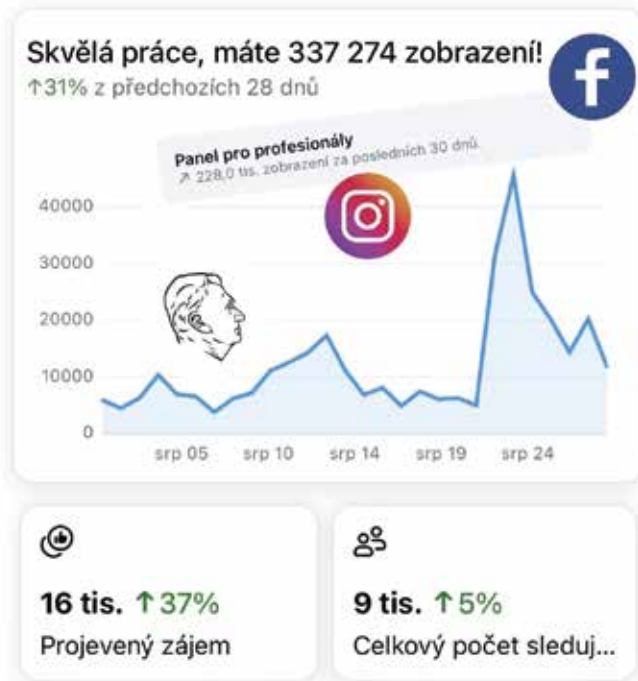 Skvělá práce, máte 337 274 zobrazení!
↑31% z předchozích 28 dnů
Panel pro profesionály
↗ 228,0 tis. zobrazení za posledních 30 dnů.
40000
30000
20000
10000
0
srp 05 srp 10 srp 14 srp 19 srp 24
16 tis. ↑37%
Projevený zájem
9 tis. ↑5%
Celkový počet sleduj...